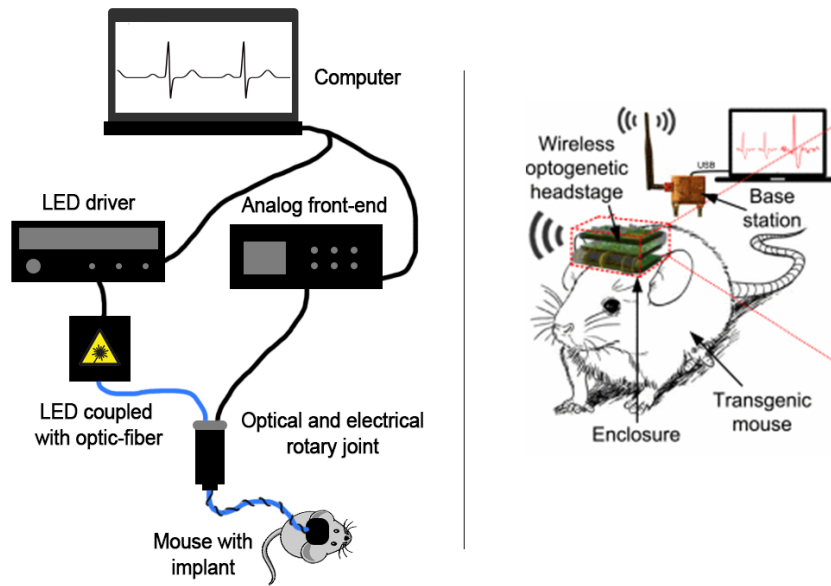 Computer
LED driver
Analog front-end
LED coupled
with optic-fiber
Optical and electrical
rotary joint
Mouse with
implant
Wireless
optogenetic
headstage
USB
Base
station
Transgenic
mouse
Enclosure